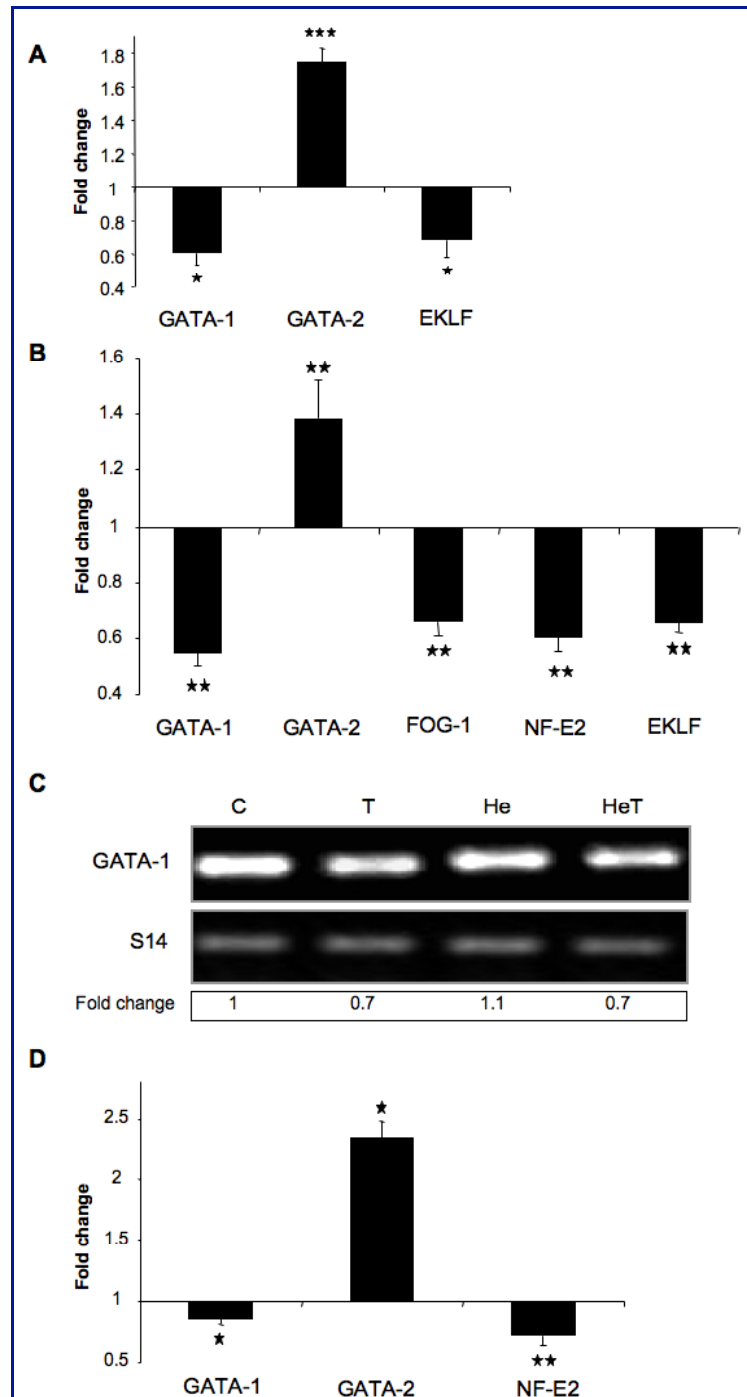 A
Fold change
1.8
1.6
1.4
1.2
1
0.8
0.6
0.4
★★★
★
★
GATA-1 GATA-2 EKLF
B
Fold change
1.6
1.4
1.2
1
0.8
0.6
0.4
★★
★★
★★
★★
★★
GATA-1 GATA-2 FOG-1 NF-E2 EKLF
C
C T He HeT
GATA-1
S14
Fold change 1 0.7 1.1 0.7
D
Fold change
2.5
2
1.5
1
0.5
★
★
★★
GATA-1 GATA-2 NF-E2